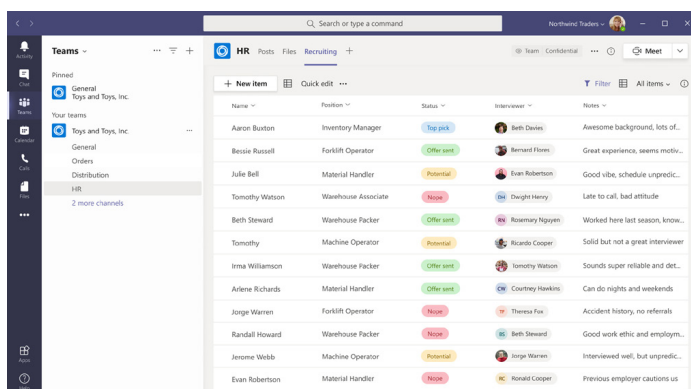 Search or type a command
Northwind Traders
Activity
Chat
Teams
Calendar
Calls
Files
Apps
Help
Teams
Pinned
General
Toys and Toys, Inc.
Your teams
Toys and Toys, Inc.
General
Orders
Distribution
HR
2 more channels
HR Posts Files Recruiting
Team Confidential
Meet
+ New item Quick edit
Filter All items
Name Position Status Interviewer Notes
Aaron Buxton Inventory Manager Top pick Beth Davies Awesome background, lots of...
Bessie Russell Forklift Operator Offer sent Bernard Flores Great experience, seems motiv...
Julie Bell Material Handler Potential Evan Robertson Good vibe, schedule unpredic...
Tomothy Watson Warehouse Associate Nope DH Dwight Henry Late to call, bad attitude
Beth Steward Warehouse Packer Offer sent RN Rosemary Nguyen Worked here last season, know...
Tomothy Machine Operator Potential Ricardo Cooper Solid but not a great interviewer
Irma Williamson Warehouse Packer Offer sent Tomothy Watson Sounds super reliable and det...
Arlene Richards Material Handler Offer sent CW Courtney Hawkins Can do nights and weekends
Jorge Warren Forklift Operator Nope TF Theresa Fox Accident history, no referrals
Randall Howard Warehouse Packer Nope BS Beth Steward Good work ethic and employm...
Jerome Webb Machine Operator Potential Jorge Warren Interviewed well, but unpredic...
Evan Robertson Material Handler Nope RC Ronald Cooper Previous employer cautions us